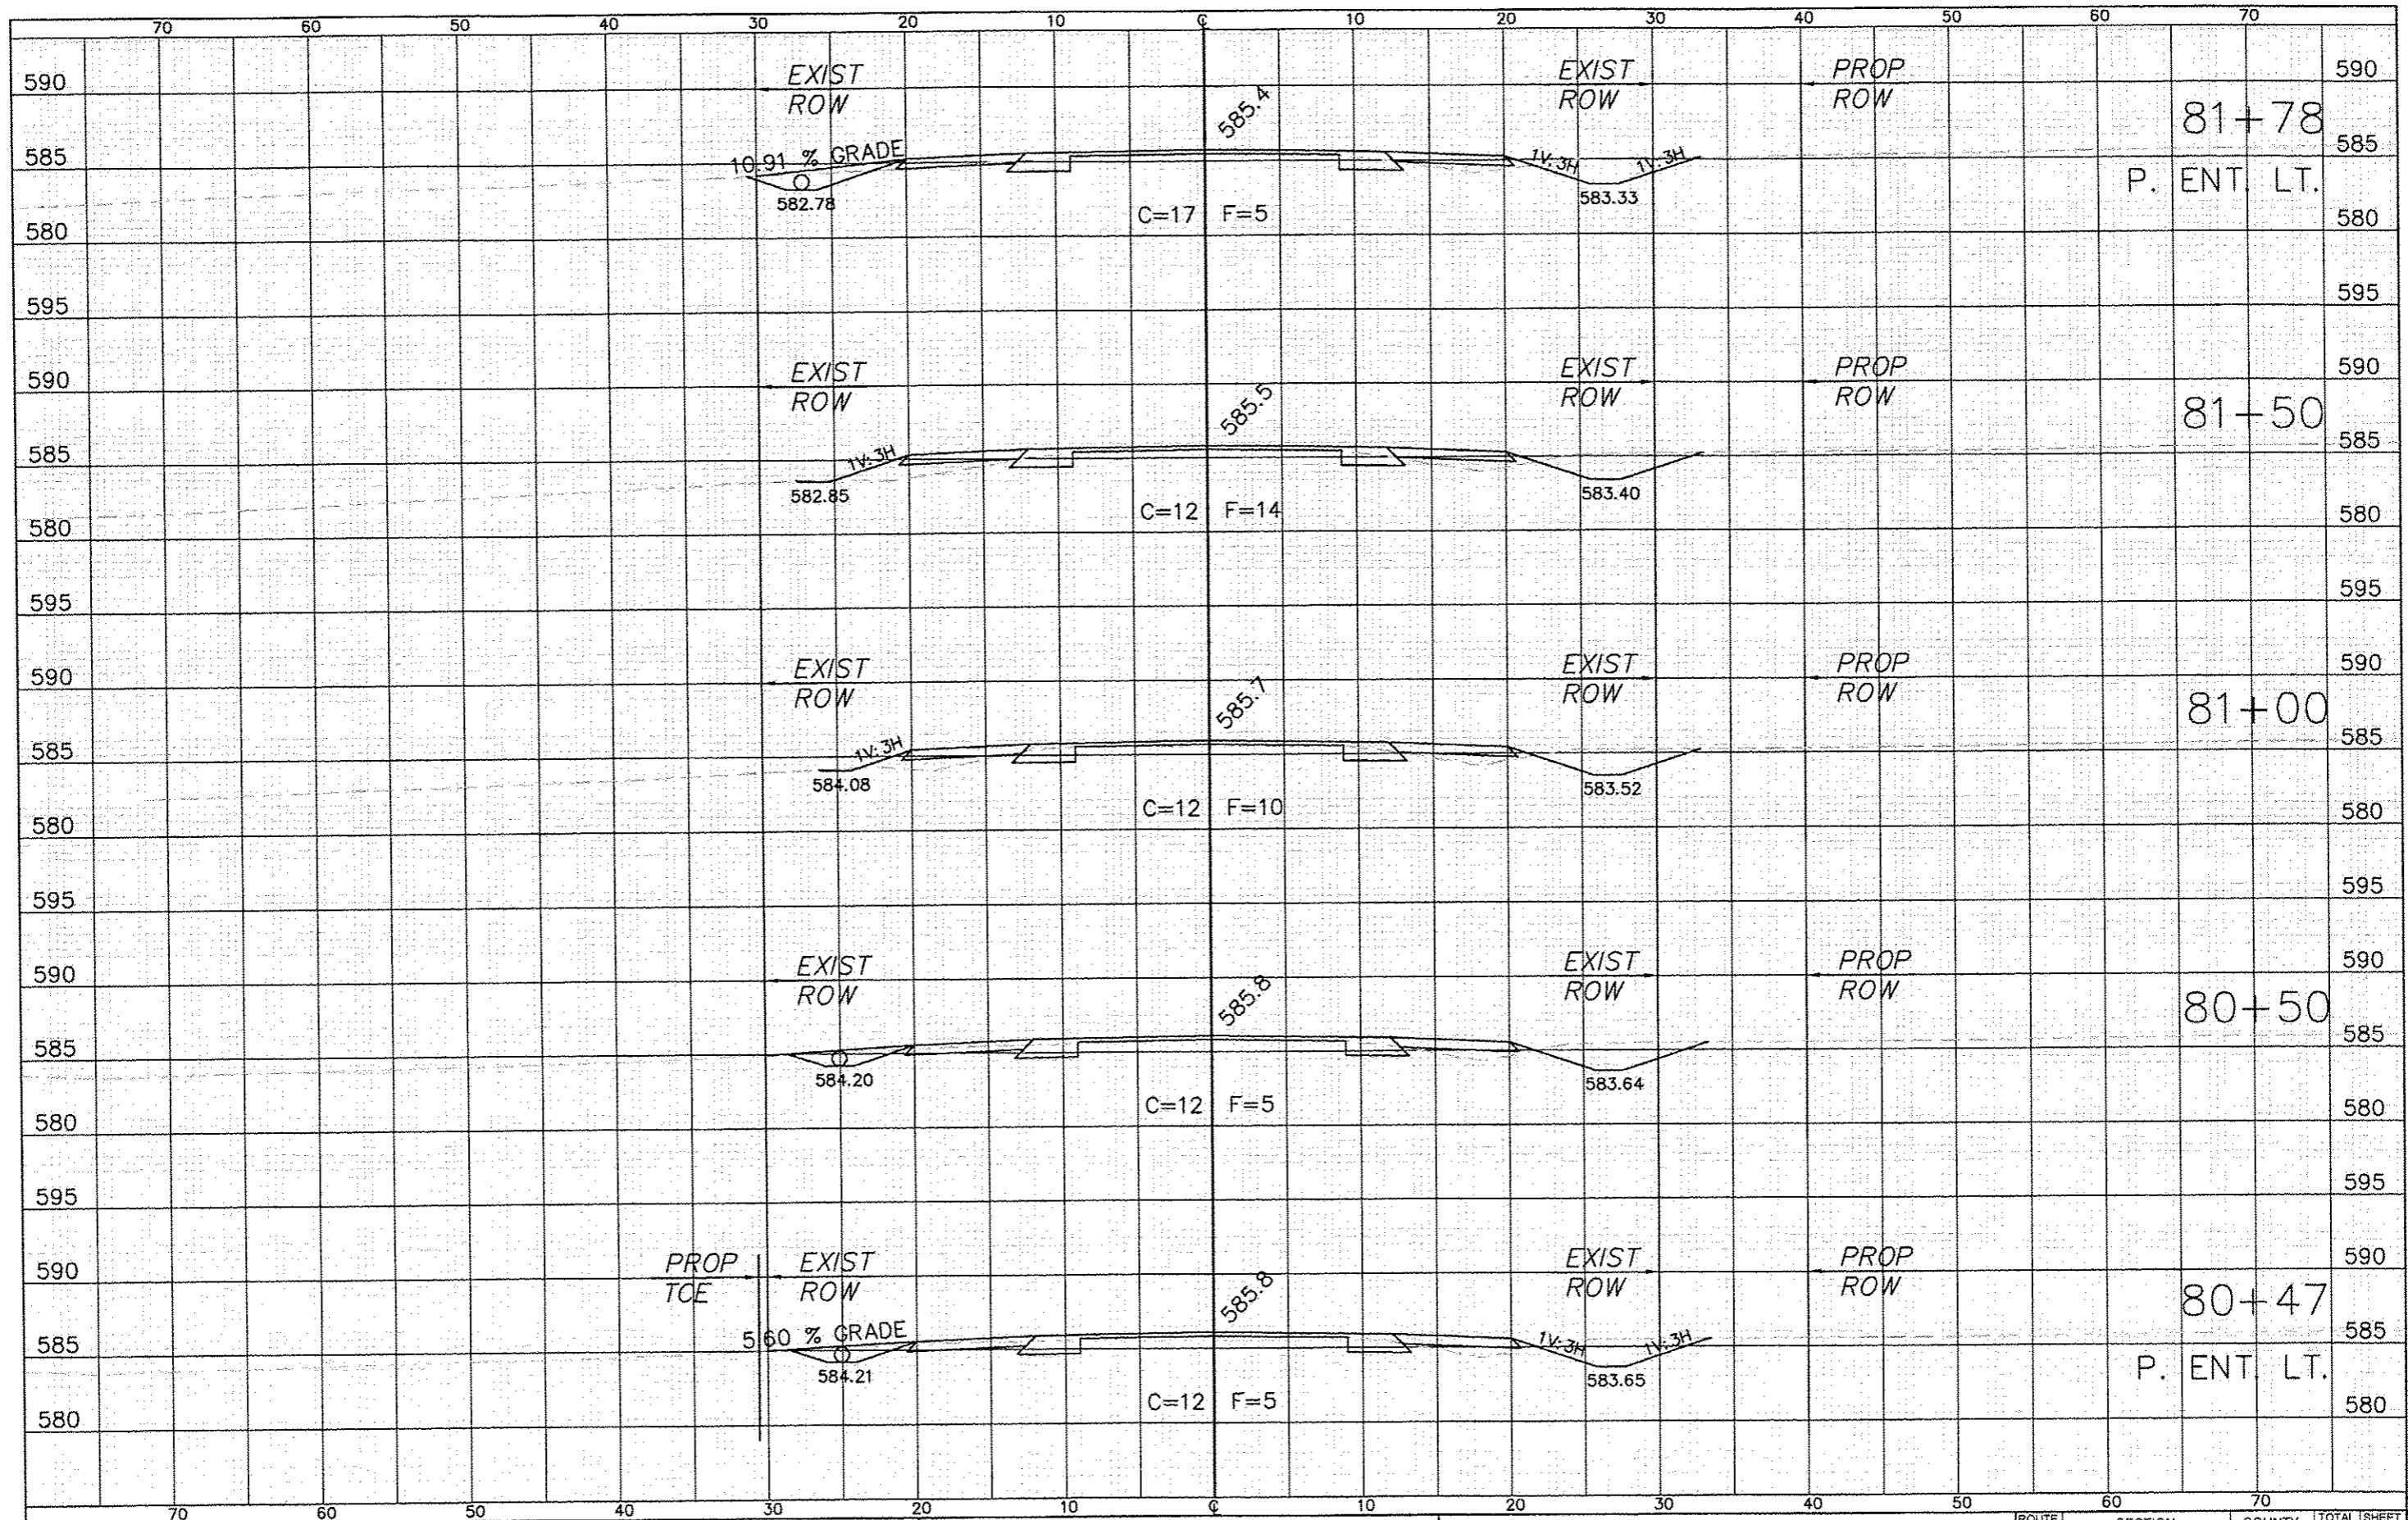 70 60 50 40 30 20 10 ℄ 10 20 30 40 50 60 70
590 EXIST EXIST PROP 590
ROW ROW ROW
585.4
81+78
585 10.91 % GRADE 1V:3H 1V:3H 585
P. ENT. LT.
582.78 583.33
C=17 F=5
580 580
595 595
590 EXIST EXIST PROP 590
ROW ROW ROW
585.5
81+50
585 1V:3H 585
582.85 583.40
C=12 F=14
580 580
595 595
590 EXIST EXIST PROP 590
ROW ROW ROW
585.7
81+00
585 1V:3H 585
584.08 583.52
C=12 F=10
580 580
595 595
590 EXIST EXIST PROP 590
ROW ROW ROW
585.8
80+50
585 585
584.20 583.64
C=12 F=5
580 580
595 595
590 PROP EXIST EXIST PROP 590
TCE ROW ROW ROW
585.8
80+47
585 5.60 % GRADE 1V:3H 1V:3H 585
P. ENT. LT.
584.21 583.65
C=12 F=5
580 580
70 60 50 40 30 20 10 ℄ 10 20 30 40 50 60 70
ROUTE SECTION COUNTY TOTAL SHEET